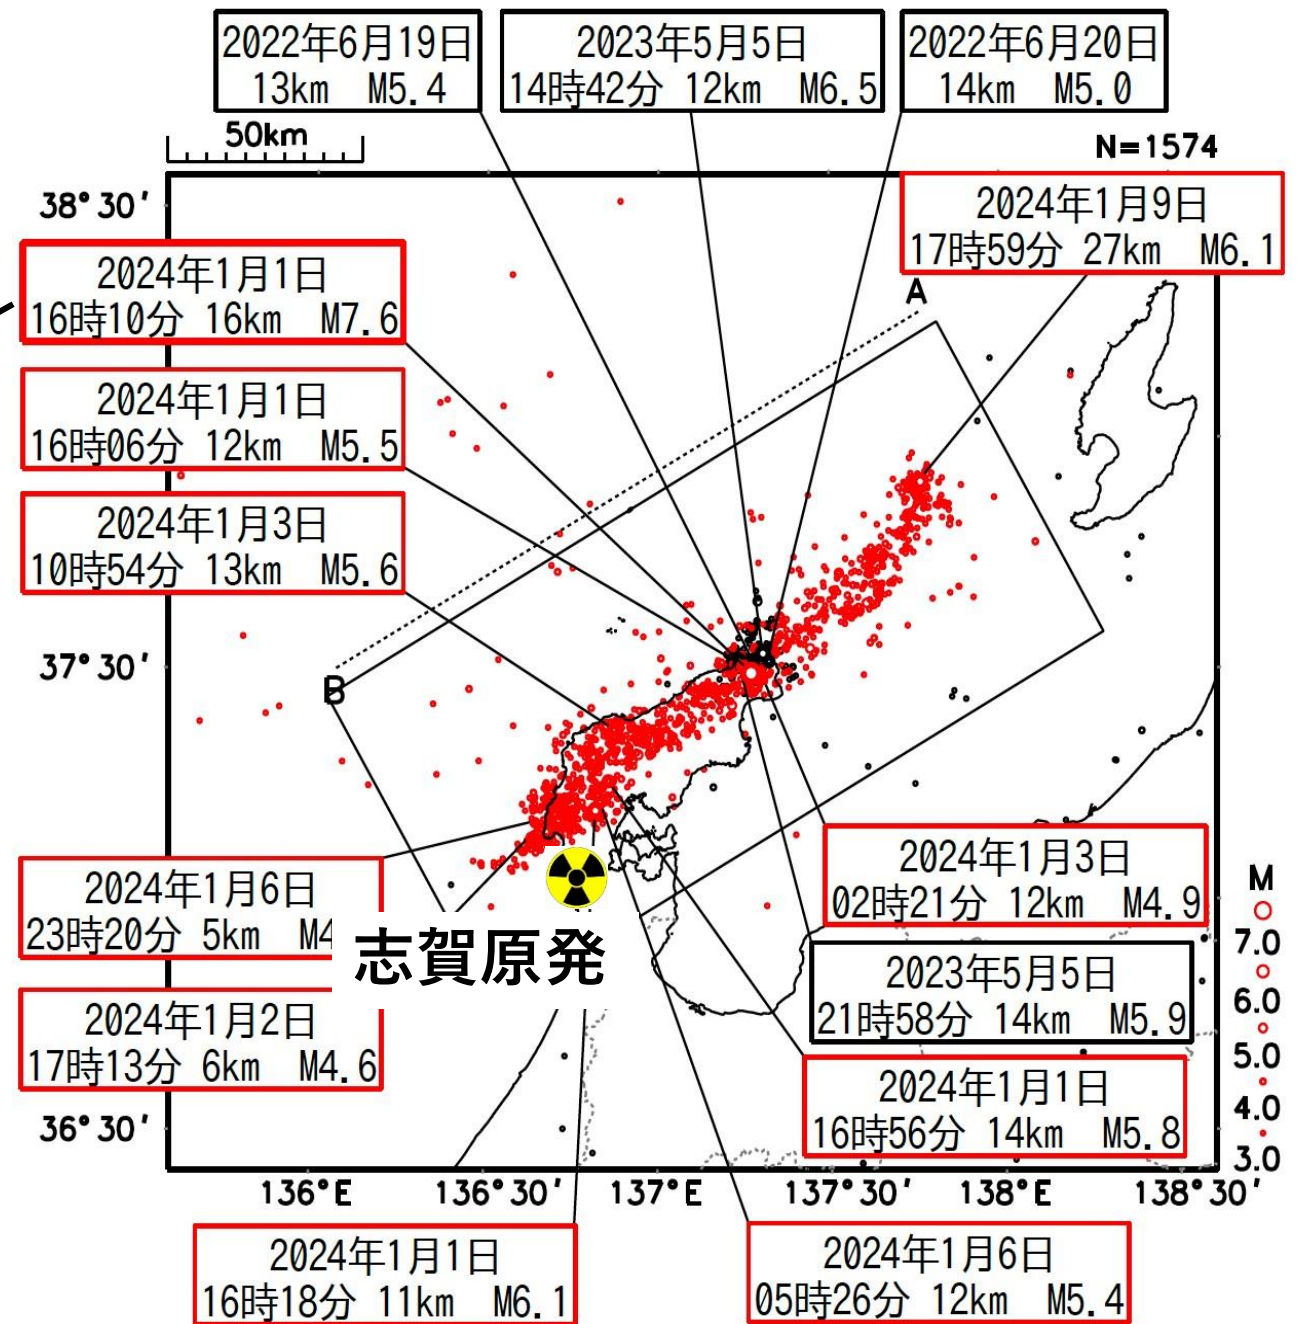 2022年6月19日
13km M5.4
2023年5月5日
14時42分 12km M6.5
2022年6月20日
14km M5.0
50km
N=1574
38°30′
2024年1月9日
17時59分 27km M6.1
2024年1月1日
16時10分 16km M7.6
A
2024年1月1日
16時06分 12km M5.5
2024年1月3日
10時54分 13km M5.6
37°30′
B
2024年1月6日
23時20分 5km M4
志賀原発
2024年1月3日
02時21分 12km M4.9
2023年5月5日
21時58分 14km M5.9
2024年1月2日
17時13分 6km M4.6
2024年1月1日
16時56分 14km M5.8
M
7.0
6.0
5.0
4.0
3.0
36°30′
136°E
136°30′
137°E
137°30′
138°E
138°30′
2024年1月1日
16時18分 11km M6.1
2024年1月6日
05時26分 12km M5.4